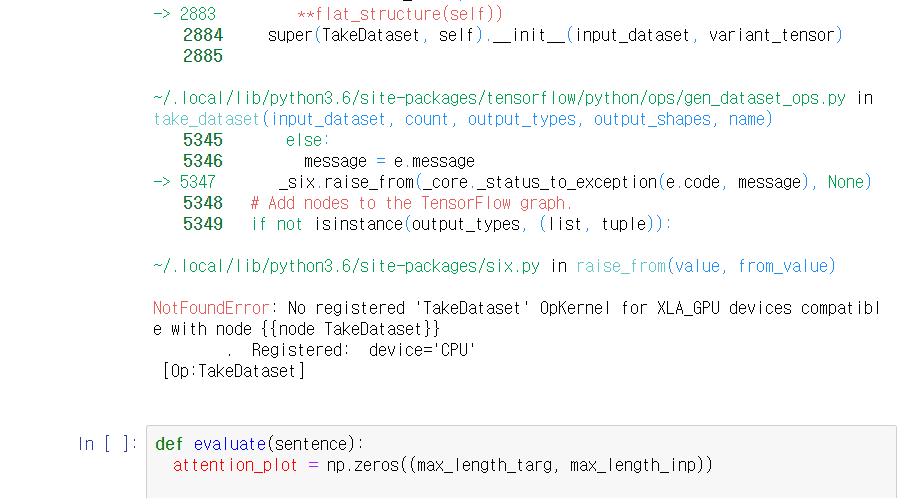 -> 2883 **flat_structure(self))
2884 super(TakeDataset, self).__init__(input_dataset, variant_tensor)
2885
~/.local/lib/python3.6/site-packages/tensorflow/python/ops/gen_dataset_ops.py in
take_dataset(input_dataset, count, output_types, output_shapes, name)
5345 else:
5346 message = e.message
-> 5347 _six.raise_from(_core._status_to_exception(e.code, message), None)
5348 # Add nodes to the TensorFlow graph.
5349 if not isinstance(output_types, (list, tuple)):
~/.local/lib/python3.6/site-packages/six.py in raise_from(value, from_value)
NotFoundError: No registered 'TakeDataset' OpKernel for XLA_GPU devices compatibl
e with node {{node TakeDataset}}
. Registered: device='CPU'
[Op:TakeDataset]
In [ ]: def evaluate(sentence):
attention_plot = np.zeros((max_length_targ, max_length_inp))